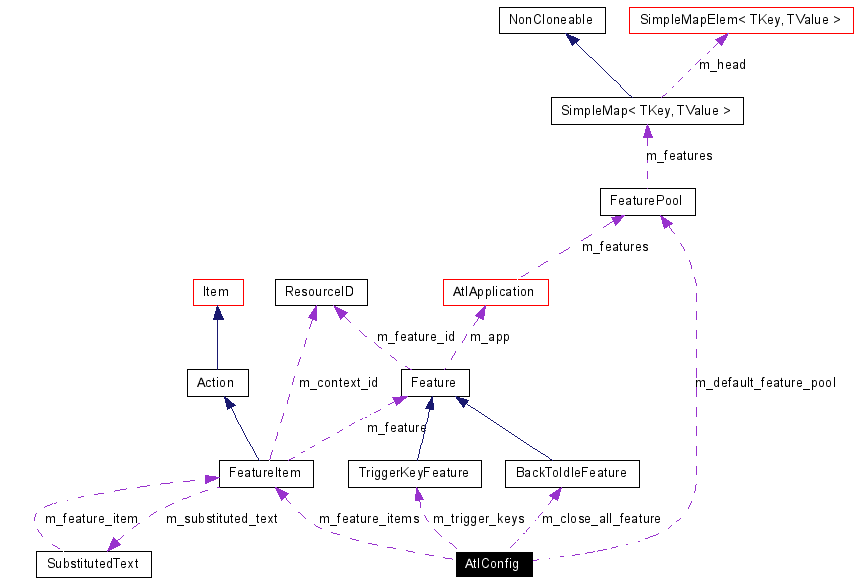 NonCloneable
SimpleMapElem< TKey, TValue >
m_head
SimpleMap< TKey, TValue >
m_features
FeaturePool
m_features
Item
ResourceID
AtlApplication
m_feature_id
m_app
Action
m_context_id
Feature
m_default_feature_pool
m_feature
FeatureItem
TriggerKeyFeature
BackToIdleFeature
m_feature_item
m_substituted_text
m_feature_items
m_trigger_keys
m_close_all_feature
SubstitutedText
AtlConfig